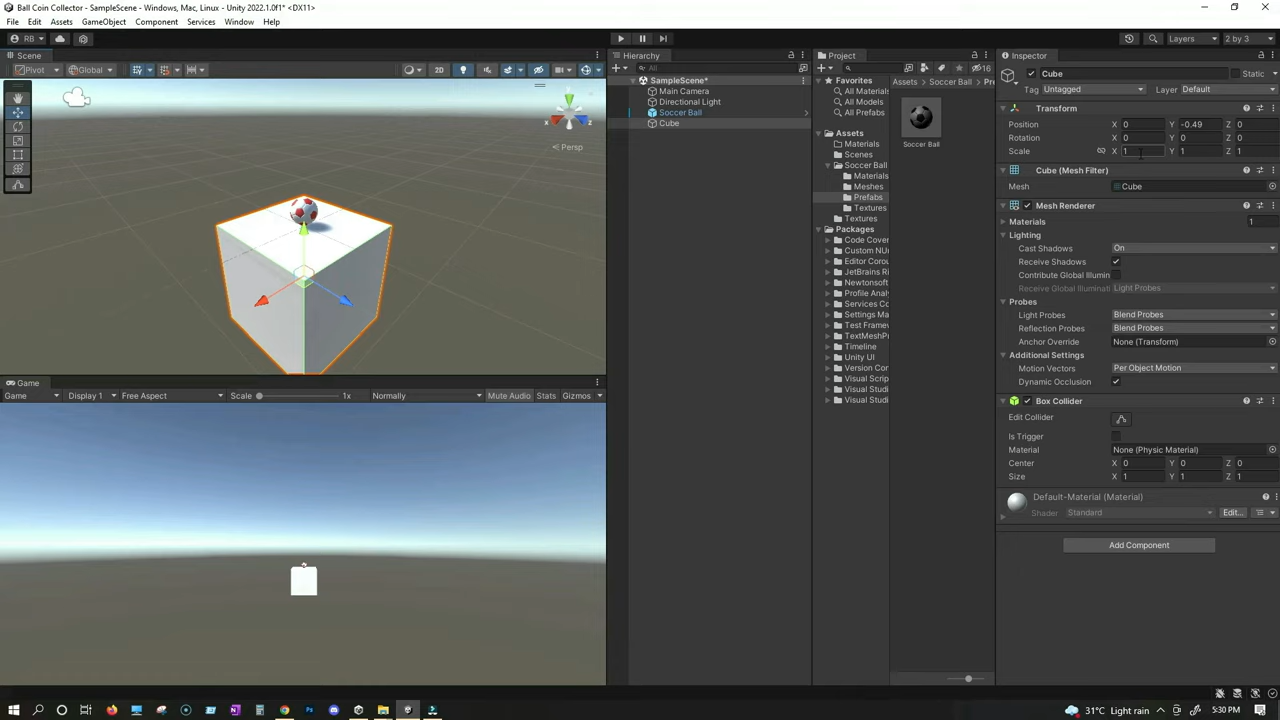 Ball Coin Collector - SampleScene - Windows, Mac, Linux - Unity 2022.1.0f1* <DX11>
File Edit Assets GameObject Component Services Window Help
RB Layers 2 by 3
Scene
Pivot Global 2D
Persp
Hierarchy
All
SampleScene*
Main Camera
Directional Light
Soccer Ball
Cube
Project
16
Favorites
All Materials
All Models
All Prefabs
Assets
Materials
Scenes
Soccer Ball
Materials
Meshes
Prefabs
Textures
Textures
Packages
Code Cover
Custom NU
Editor Corou
JetBrains Ri
Newtonsoft
Profile Analy
Services Co
Settings Ma
Test Framew
TextMeshPr
Timeline
Unity UI
Version Con
Visual Script
Visual Studi
Visual Studi
Assets Soccer Ball Pre
Soccer Ball
Inspector
Cube Static
Tag Untagged Layer Default
Transform
Position X 0 Y -0.49 Z 0
Rotation X 0 Y 0 Z 0
Scale X 1 Y 1 Z 1
Cube (Mesh Filter)
Mesh Cube
Mesh Renderer
Materials 1
Lighting
Cast Shadows On
Receive Shadows
Contribute Global Illumin
Receive Global Illuminati Light Probes
Probes
Light Probes Blend Probes
Reflection Probes Blend Probes
Anchor Override None (Transform)
Additional Settings
Motion Vectors Per Object Motion
Dynamic Occlusion
Box Collider
Edit Collider
Is Trigger
Material None (Physic Material)
Center X 0 Y 0 Z 0
Size X 1 Y 1 Z 1
Default-Material (Material)
Shader Standard Edit...
Add Component
Game
Game Display 1 Free Aspect Scale 1x Normally Mute Audio Stats Gizmos
31°C Light rain 5:30 PM